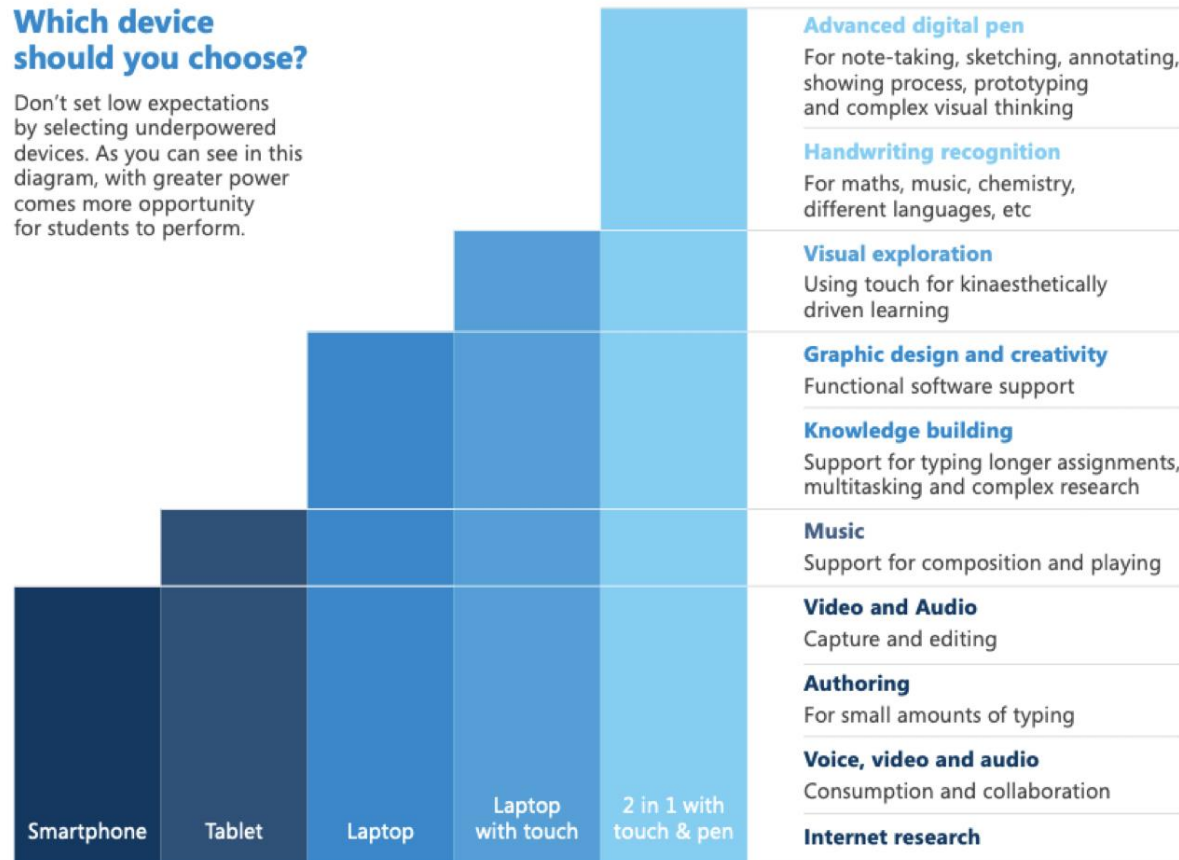 Which device
should you choose?
Don't set low expectations
by selecting underpowered
devices. As you can see in this
diagram, with greater power
comes more opportunity
for students to perform.
Advanced digital pen
For note-taking, sketching, annotating,
showing process, prototyping
and complex visual thinking
Handwriting recognition
For maths, music, chemistry,
different languages, etc
Visual exploration
Using touch for kinaesthetically
driven learning
Graphic design and creativity
Functional software support
Knowledge building
Support for typing longer assignments,
multitasking and complex research
Music
Support for composition and playing
Video and Audio
Capture and editing
Authoring
For small amounts of typing
Voice, video and audio
Consumption and collaboration
Internet research
Smartphone
Tablet
Laptop
Laptop
with touch
2 in 1 with
touch & pen